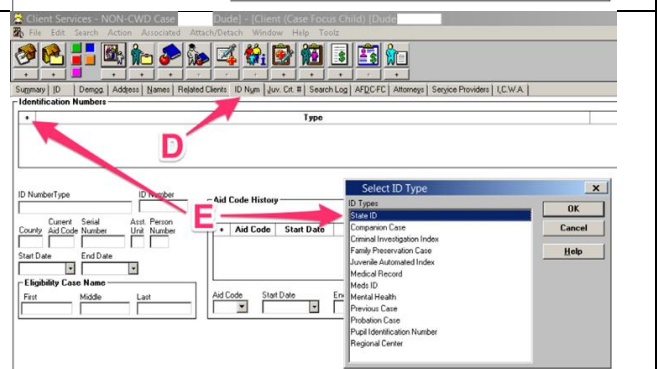 Client Services - NON-CWD Case Dude] - [Client (Case Focus Child) (Dude
File Edit Search Action Associated Attach/Detach Window Help Toolz
+ + + + + + + + + + + +
Summary | ID | Demog. | Address | Names | Related Clients | ID Num | Juv. Crt. # | Search Log | AFDC-FC | Attorneys | Service Providers | I.C.W.A.
Identification Numbers
+ Type
D
E
ID NumberType ID Number
County Current Aid Code Serial Number Asst. Unit Person Number
Start Date End Date
Eligibility Case Name
First Middle Last
Aid Code History
+ Aid Code Start Date
Aid Code Start Date
Select ID Type
ID Types
State ID
Companion Case
Criminal Investigation Index
Family Preservation Case
Juvenile Automated Index
Medical Record
Meds ID
Mental Health
Previous Case
Probation Case
Pupil Identification Number
Regional Center
OK
Cancel
Help